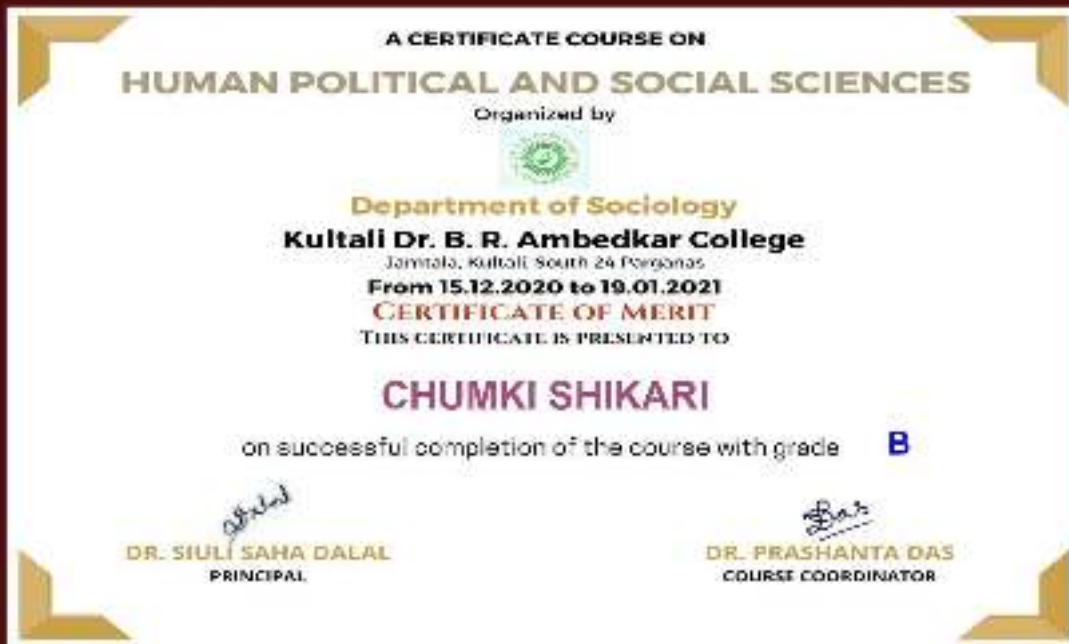 A CERTIFICATE COURSE ON
HUMAN POLITICAL AND SOCIAL SCIENCES
Organized by
Department of Sociology
Kultali Dr. B. R. Ambedkar College
Jamtala, Kultali, South 24 Parganas
From 15.12.2020 to 19.01.2021
CERTIFICATE OF MERIT
THIS CERTIFICATE IS PRESENTED TO
CHUMKI SHIKARI
on successful completion of the course with grade B
DR. SIULI SAHA DALAL
PRINCIPAL
Das
DR. PRASHANTA DAS
COURSE COORDINATOR